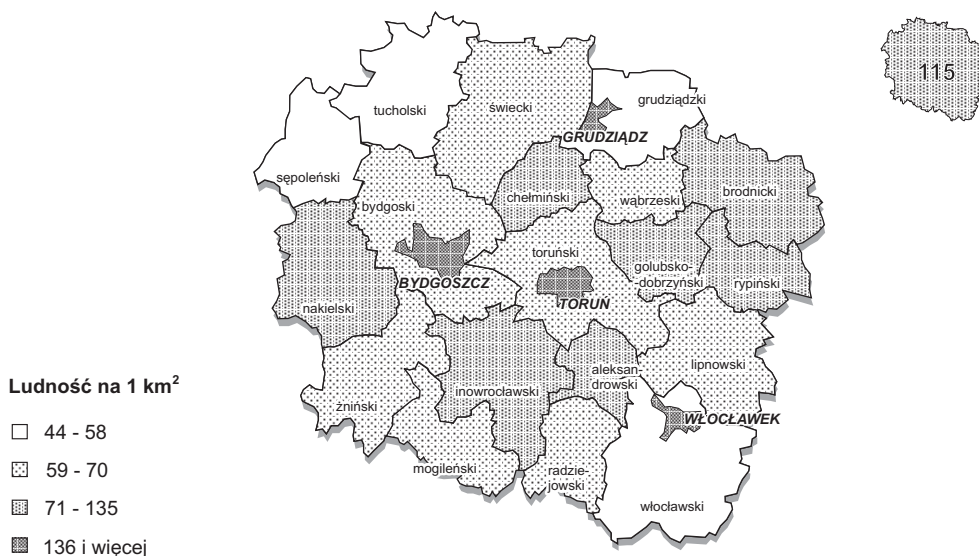 115
tucholski
świecki
grudziądzki
GRUDZIĄDZ
sępoleński
chełmiński
wąbrzeski
brodnicki
bydgoski
toruński
golubsko-
-dobrzyński
rypiński
BYDGOSZCZ
TORUŃ
nakielski
aleksan-
drowski
lipnowski
inowrocławski
żniński
WŁOCŁAWEK
mogileński
radzie-
jowski
włocławski
Ludność na 1 km²
44 - 58
59 - 70
71 - 135
136 i więcej